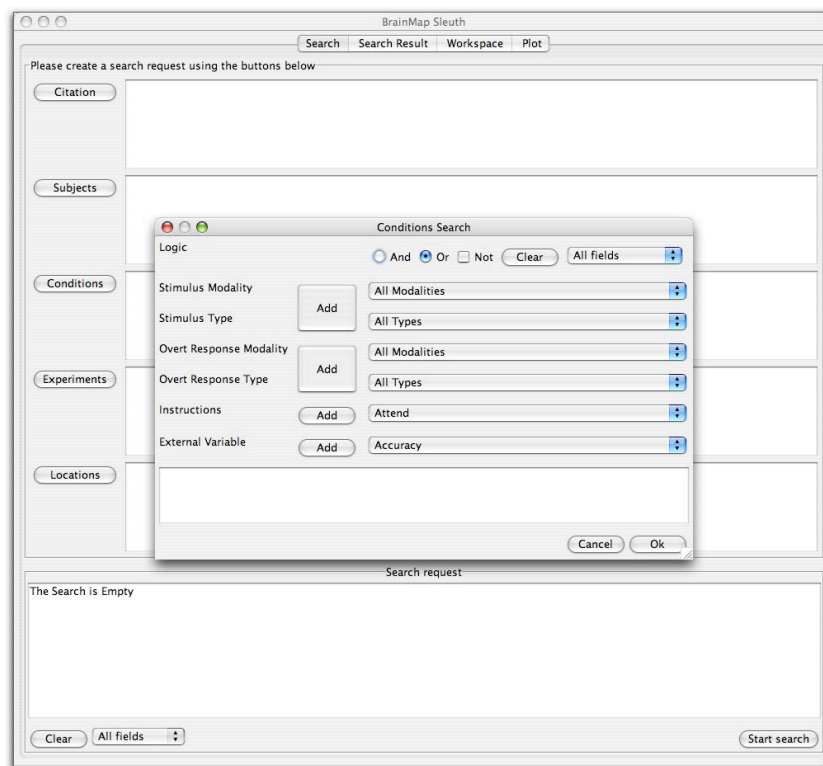 BrainMap Sleuth
Search Search Result Workspace Plot
Please create a search request using the buttons below
Citation
Subjects
Conditions
Experiments
Locations
Conditions Search
Logic And Or Not Clear All fields
Stimulus Modality All Modalities
Add
Stimulus Type All Types
Overt Response Modality All Modalities
Add
Overt Response Type All Types
Instructions Add Attend
External Variable Add Accuracy
Cancel Ok
Search request
The Search is Empty
Clear All fields Start search